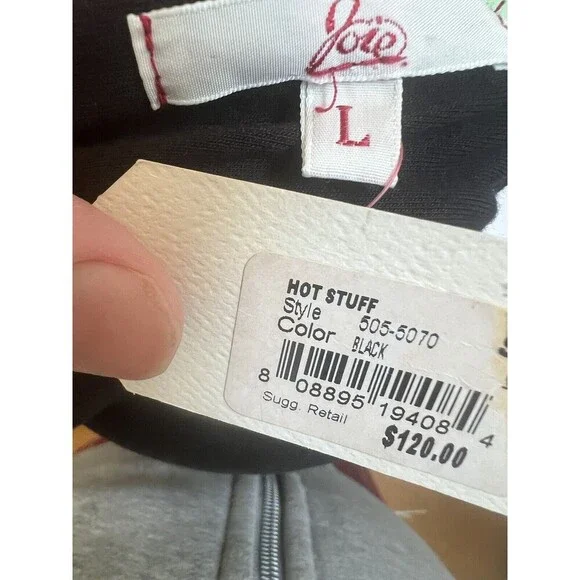 Joie
L
HOT STUFF
Style 505-5070
Color BLACK
8 08895 19408 4
Sugg. Retail
$120.00